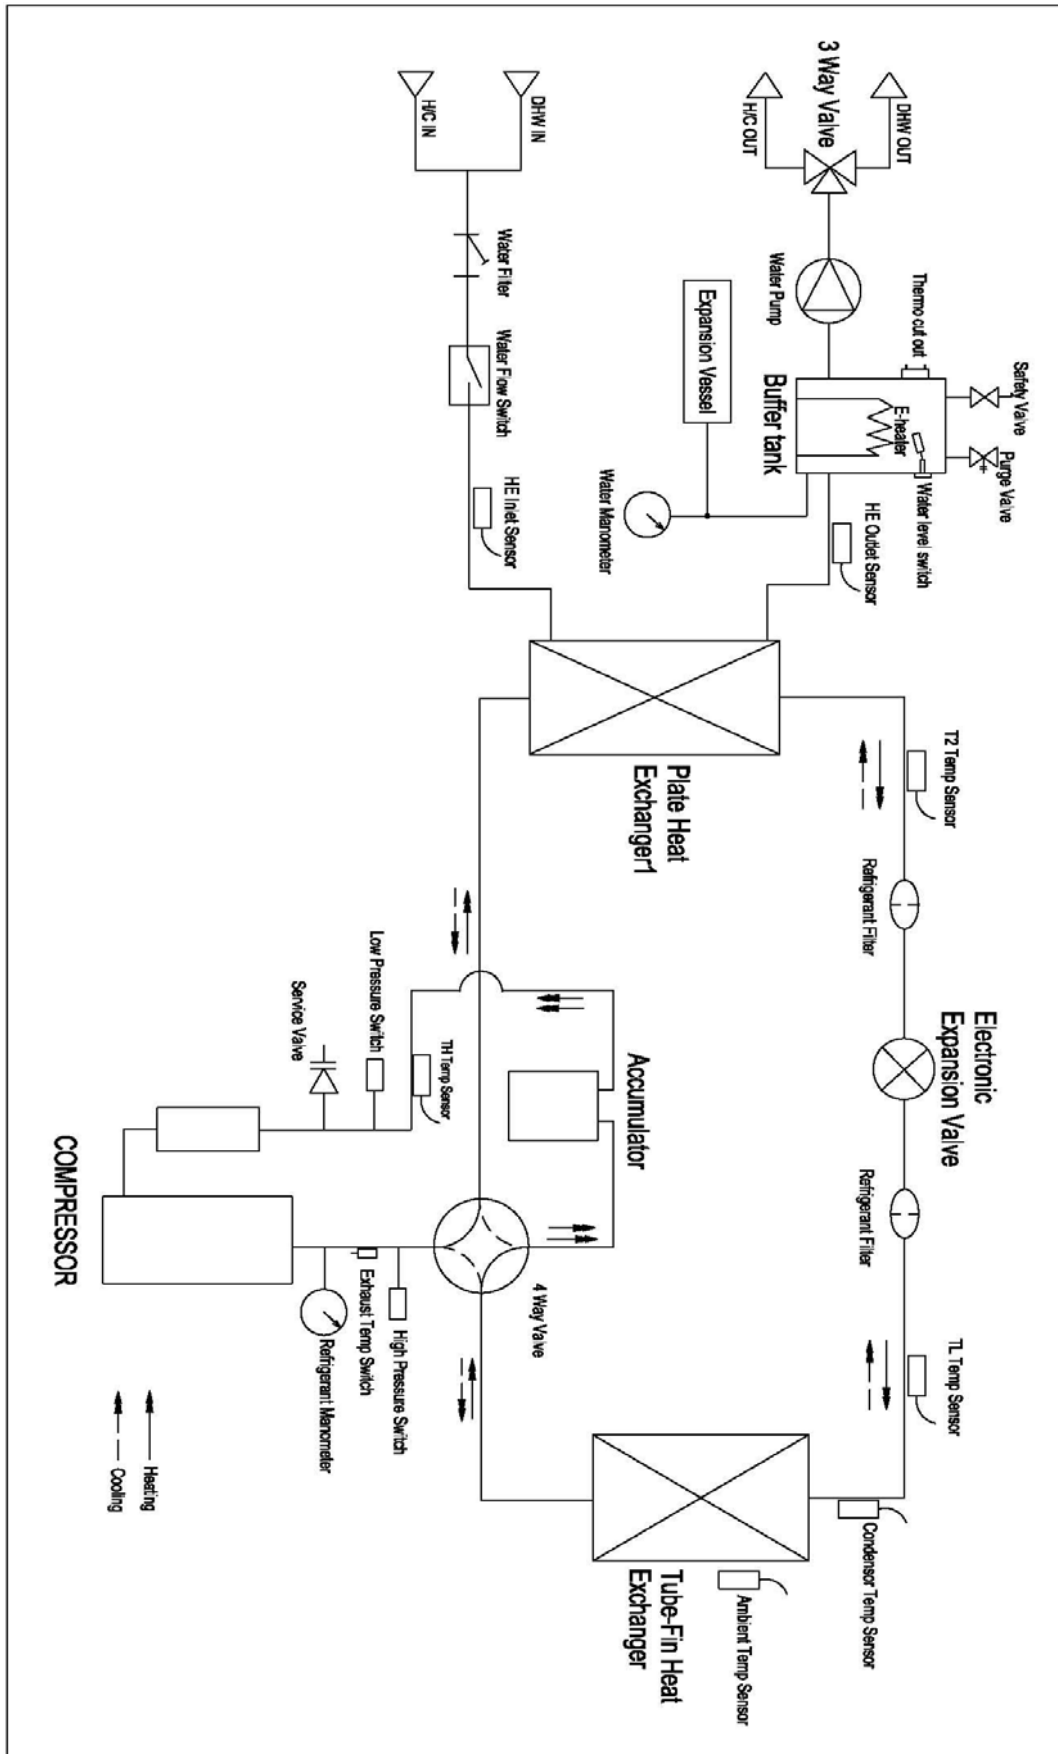 3 Way Valve
DHW OUT
H/C OUT
DHW IN
H/C IN
Water Pump
Thermo cut out
Safety Valve
Purge Valve
E-heater
Buffer tank
Water level switch
Expansion Vessel
Water Manometer
HE Outlet Sensor
Water Filter
Water Flow Switch
HE Inlet Sensor
Plate Heat
Exchanger1
T2 Temp Sensor
Refrigerant Filter
Electronic
Expansion Valve
Refrigerant Filter
TL Temp Sensor
Condensor Temp Sensor
Ambient Temp Sensor
Tube-Fin Heat
Exchanger
Accumulator
4 Way Valve
Low Pressure Switch
Service Valve
TH Temp Sensor
COMPRESSOR
High Pressure Switch
Exhaust Temp Switch
Refrigerant Manometer
Heating
Cooling